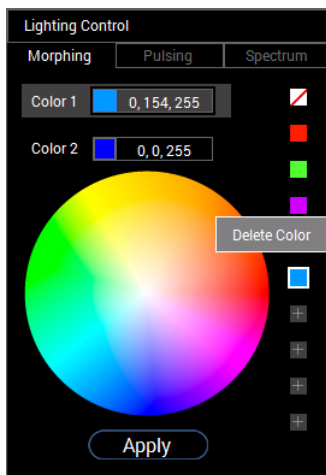 Lighting Control
Morphing Pulsing Spectrum
Color 1 0, 154, 255
Color 2 0, 0, 255
Delete Color
Apply